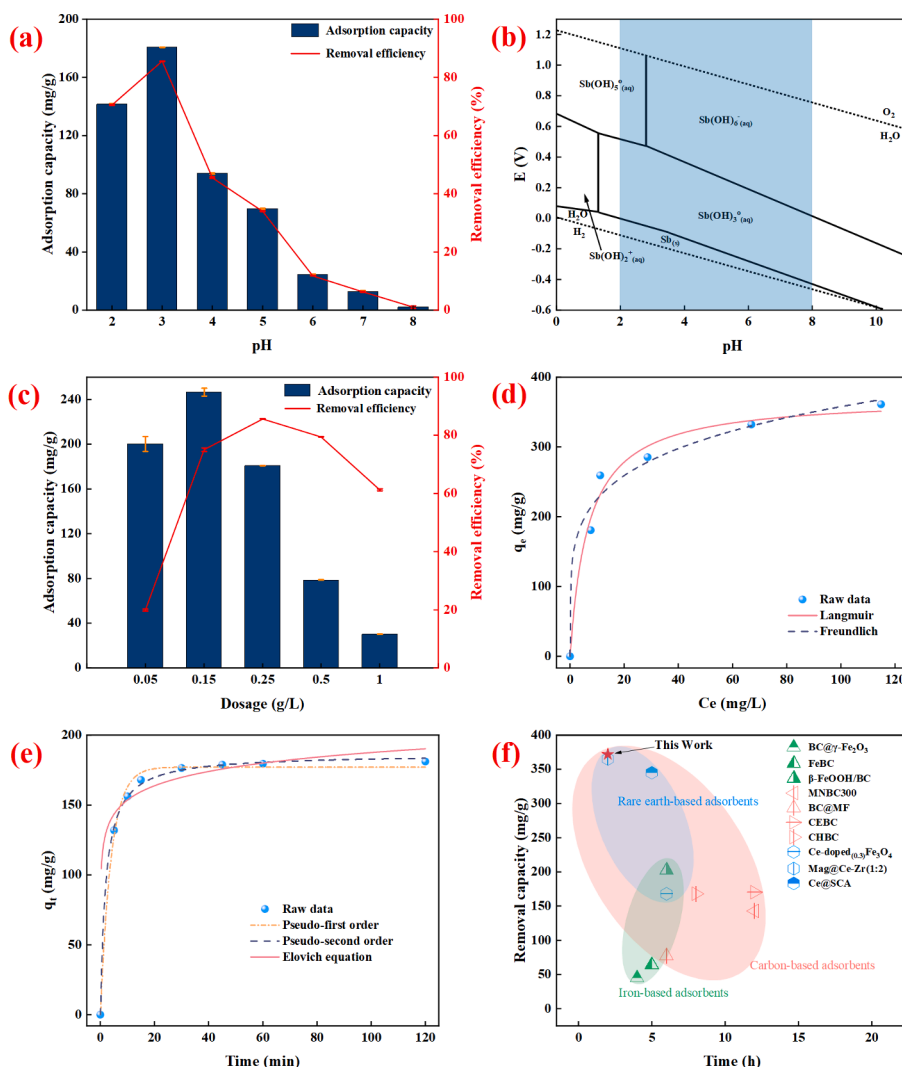 (a)
Adsorption capacity
Removal efficiency
Adsorption capacity (mg/g)
200
160
120
80
40
0
100
80
60
40
20
0
Removal efficiency (%)
2 3 4 5 6 7 8
pH
(b)
E (V)
1.2
1.0
0.8
0.6
0.4
0.2
0.0
-0.4
-0.6
Sb(OH)₅⁰(aq)
Sb(OH)₆⁻(aq)
O₂
H₂O
Sb(OH)₃⁰(aq)
H₂O
H₂
Sb(s)
Sb(OH)₂⁺(aq)
0 2 4 6 8 10
pH
(c)
Adsorption capacity
Removal efficiency
Adsorption capacity (mg/g)
240
200
160
120
80
40
0
100
80
60
40
20
0
Removal efficiency (%)
0.05 0.15 0.25 0.5 1
Dosage (g/L)
(d)
qₑ (mg/g)
400
300
200
100
0
Raw data
Langmuir
Freundlich
0 20 40 60 80 100 120
Ce (mg/L)
(e)
qₜ (mg/g)
200
150
100
50
0
Raw data
Pseudo-first order
Pseudo-second order
Elovich equation
0 20 40 60 80 100 120
Time (min)
(f)
Removal capacity (mg/g)
400
350
300
250
200
150
100
50
0
This Work
Rare earth-based adsorbents
Carbon-based adsorbents
Iron-based adsorbents
BC@γ-Fe₂O₃
FeBC
β-FeOOH/BC
MNBC300
BC@MF
CEBC
CHBC
Ce-doped(0.3)Fe₃O₄
Mag@Ce-Zr(1:2)
Ce@SCA
0 5 10 15 20
Time (h)